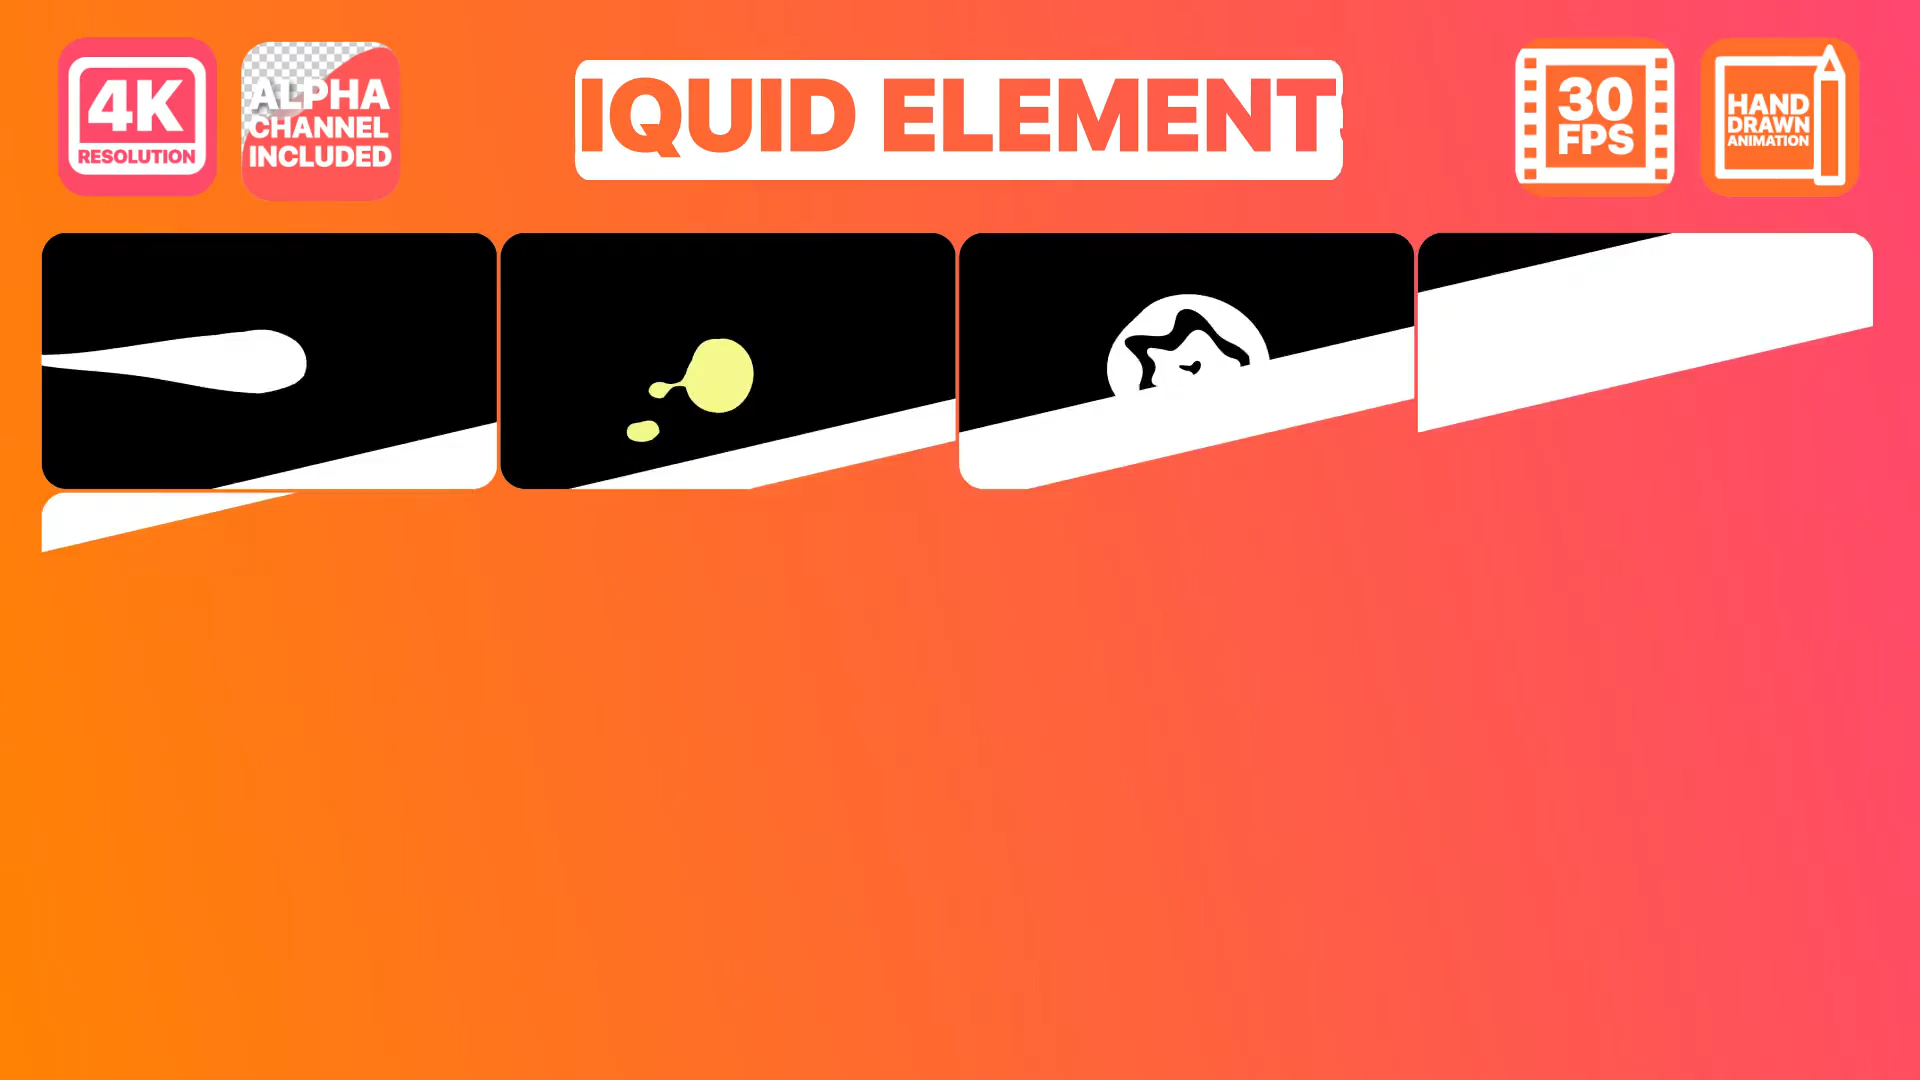 4K
RESOLUTION
ALPHA
CHANNEL
INCLUDED
IQUID ELEMENT
30
FPS
HAND
DRAWN
ANIMATION